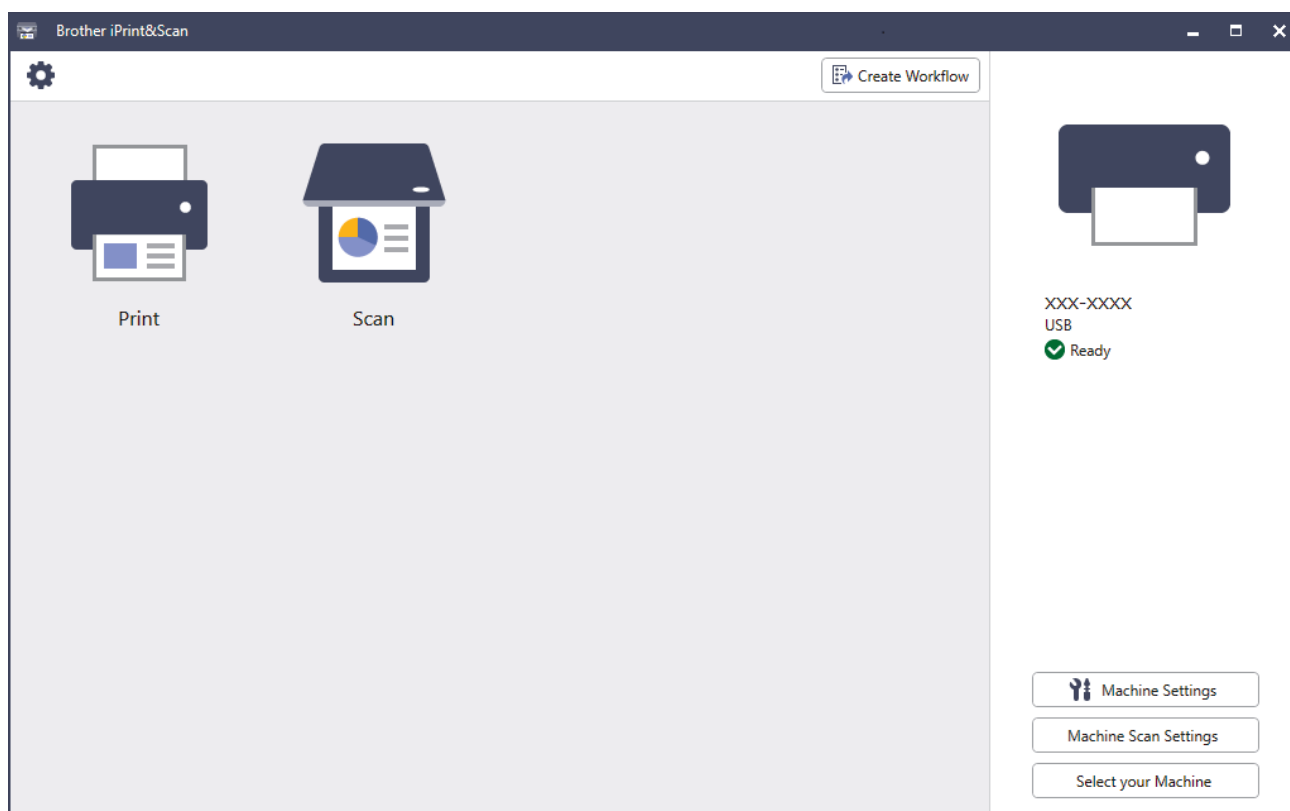 Brother iPrint&Scan
Create Workflow
Print
Scan
XXX-XXXX
USB
Ready
Machine Settings
Machine Scan Settings
Select your Machine